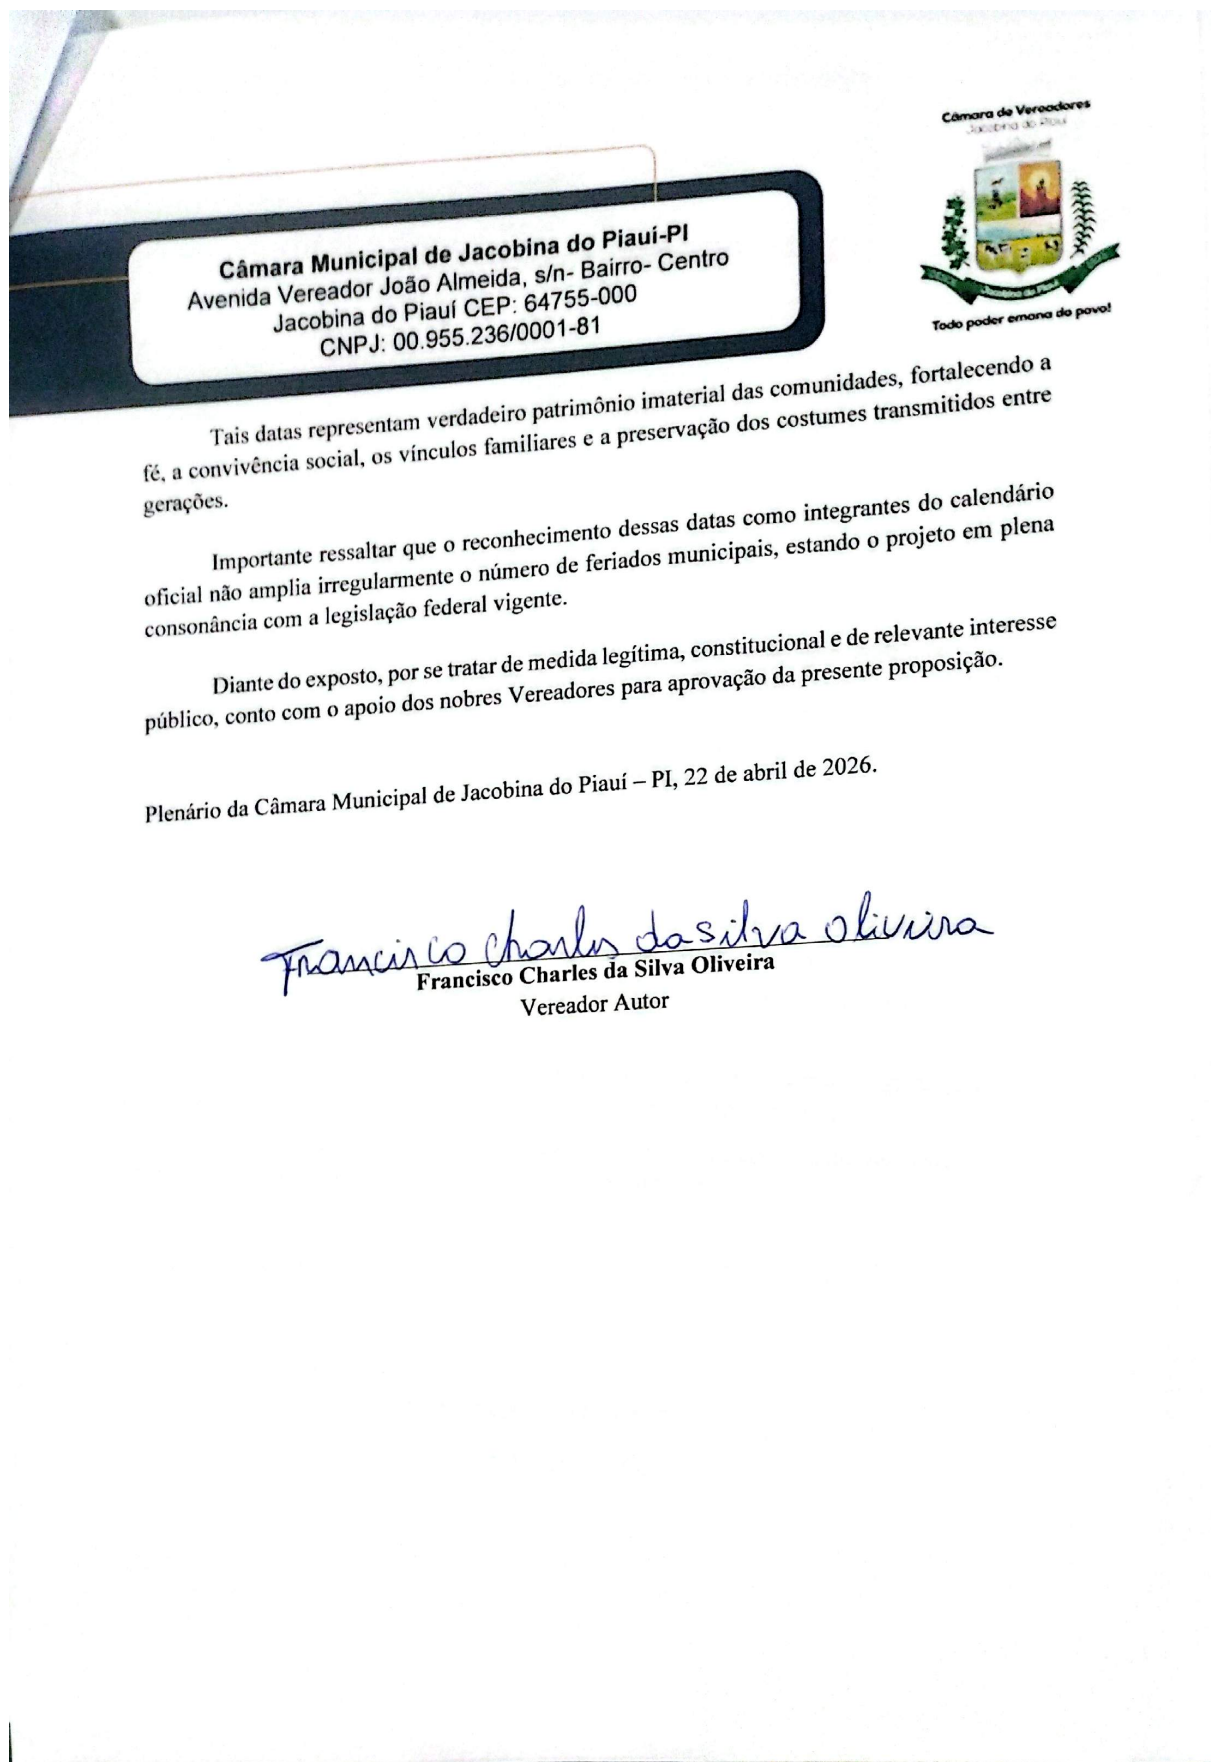 Câmara de Vereadores
Jacobina do Piauí
Câmara Municipal de Jacobina do Piauí-PI
Avenida Vereador João Almeida, s/n- Bairro- Centro
Jacobina do Piauí CEP: 64755-000
CNPJ: 00.955.236/0001-81
Jacobina do Piauí
Todo poder emana do povo!
Tais datas representam verdadeiro patrimônio imaterial das comunidades, fortalecendo a
fé, a convivência social, os vínculos familiares e a preservação dos costumes transmitidos entre
gerações.
Importante ressaltar que o reconhecimento dessas datas como integrantes do calendário
oficial não amplia irregularmente o número de feriados municipais, estando o projeto em plena
consonância com a legislação federal vigente.
Diante do exposto, por se tratar de medida legítima, constitucional e de relevante interesse
público, conto com o apoio dos nobres Vereadores para aprovação da presente proposição.
Plenário da Câmara Municipal de Jacobina do Piauí – PI, 22 de abril de 2026.
Francisco Charles da Silva Oliveira
Francisco Charles da Silva Oliveira
Vereador Autor